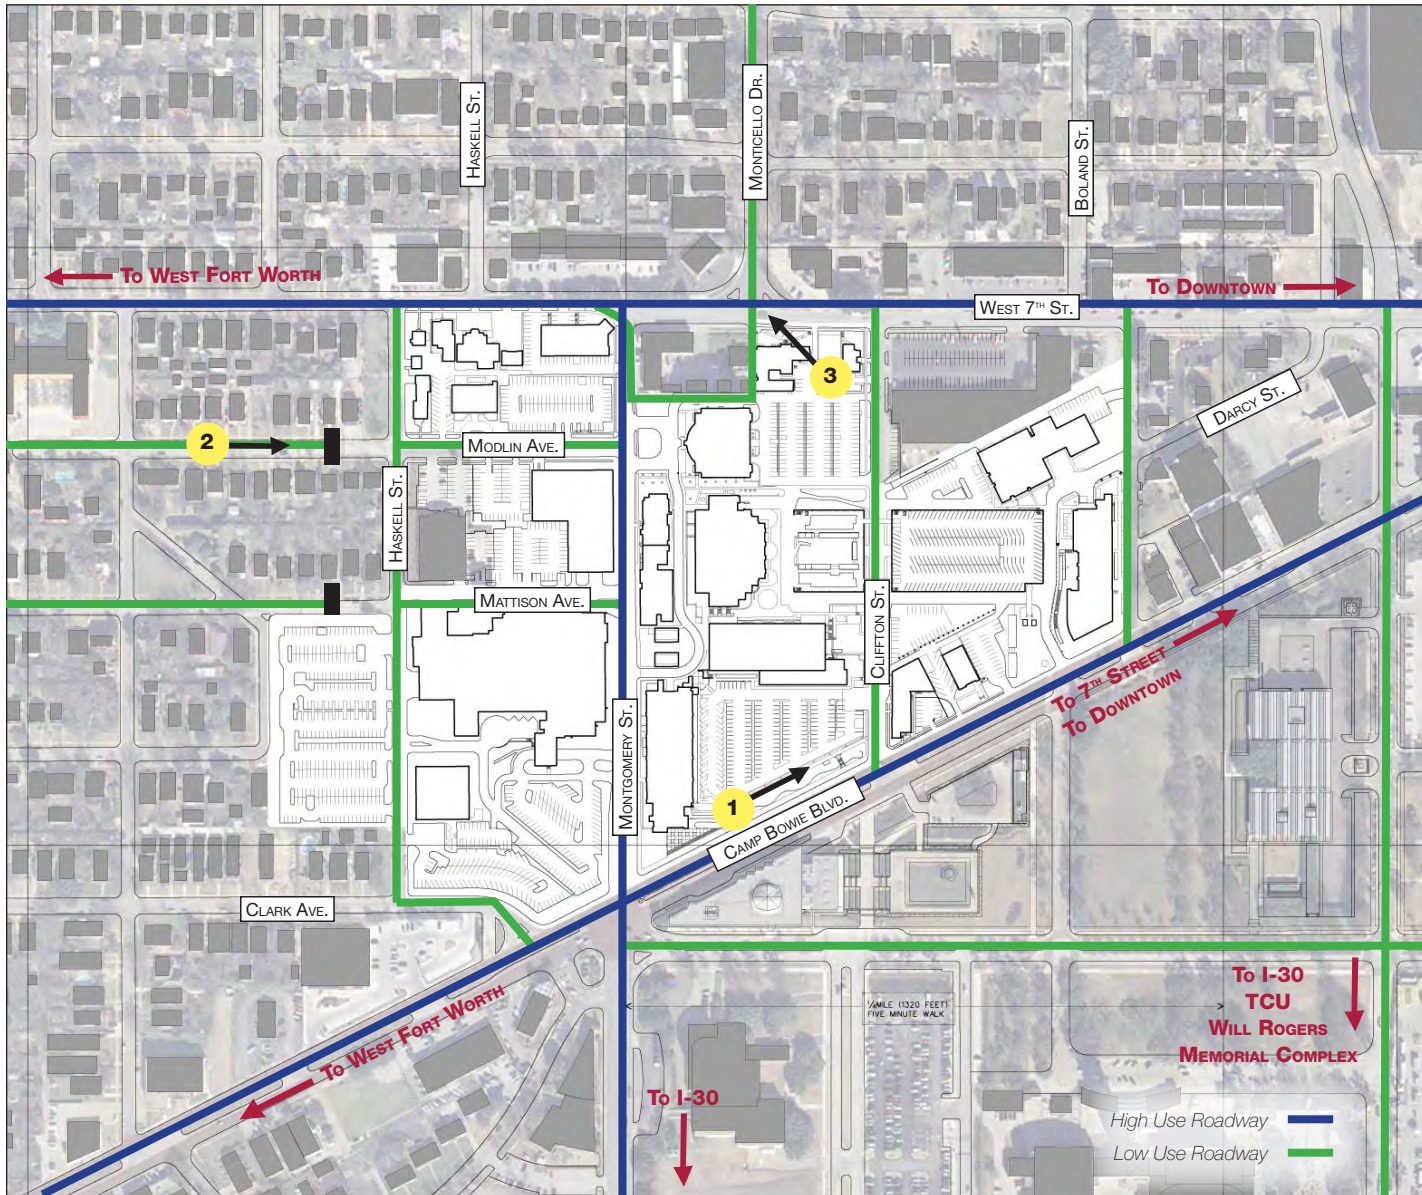 HASKELL ST.
MONTICELLO DR.
BOLAND ST.
TO WEST FORT WORTH
TO DOWNTOWN
WEST 7TH ST.
3
DARCY ST.
2
MODLIN AVE.
HASKELL ST.
MATTISON AVE.
CLIFFTON ST.
TO 7TH STREET
TO DOWNTOWN
MONTGOMERY ST.
1
CAMP BOWIE BLVD.
CLARK AVE.
TO WEST FORT WORTH
¼MILE (1320 FEET)
FIVE MINUTE WALK
TO I-30
TCU
WILL ROGERS
MEMORIAL COMPLEX
TO I-30
High Use Roadway
Low Use Roadway